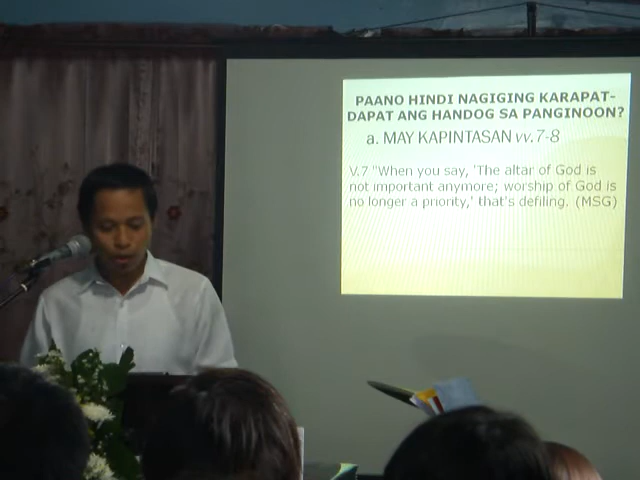 PAANO HINDI NAGIGING KARAPAT-
DAPAT ANG HANDOG SA PANGINOON?
a. MAY KAPINTASAN vv.7-8
V.7 "When you say, 'The altar of God is
not important anymore; worship of God is
no longer a priority,' that's defiling. (MSG)